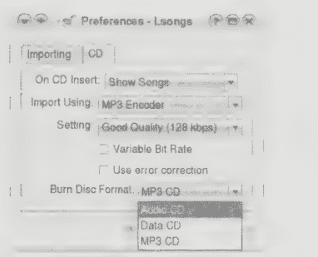 Preferences - Lsongs
Importing CD
On CD Insert: Show Songs
Import Using: MP3 Encoder
Setting: Good Quality (128 kbps)
Variable Bit Rate
Use error correction
Burn Disc Format: MP3 CD
Audio CD
Data CD
MP3 CD